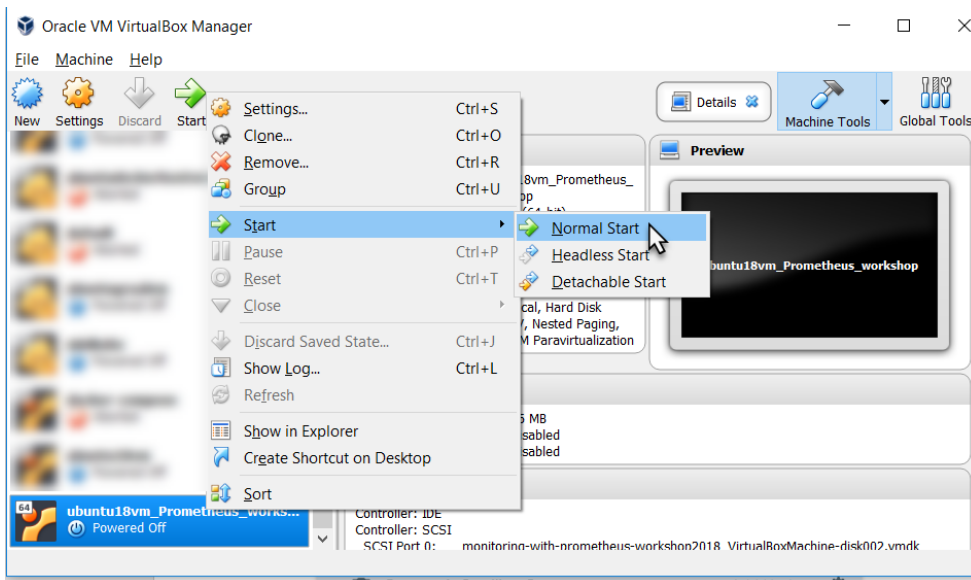 Oracle VM VirtualBox Manager
File Machine Help
New Settings Discard Start
Details
Machine Tools
Global Tools
Settings... Ctrl+S
Clone... Ctrl+O
Remove... Ctrl+R
Group Ctrl+U
Start
Pause Ctrl+P
Reset Ctrl+T
Close
Discard Saved State... Ctrl+J
Show Log... Ctrl+L
Refresh
Show in Explorer
Create Shortcut on Desktop
Sort
Normal Start
Headless Start
Detachable Start
Preview
18vm_Prometheus_
op
buntu18vm_Prometheus_workshop
cal, Hard Disk
, Nested Paging,
M Paravirtualization
MB
sabled
sabled
64
ubuntu18vm_Prometheus_works...
Powered Off
Controller: IDE
Controller: SCSI
SCSI Port 0: monitoring-with-prometheus-workshop2018_VirtualBoxMachine-disk002.vmdk